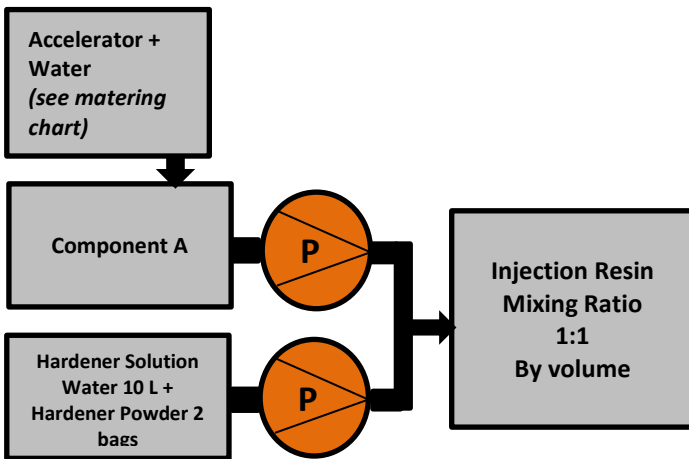 Accelerator +
Water
(see matering
chart)
Component A
P
Injection Resin
Mixing Ratio
1:1
By volume
Hardener Solution
Water 10 L +
Hardener Powder 2
bags
P